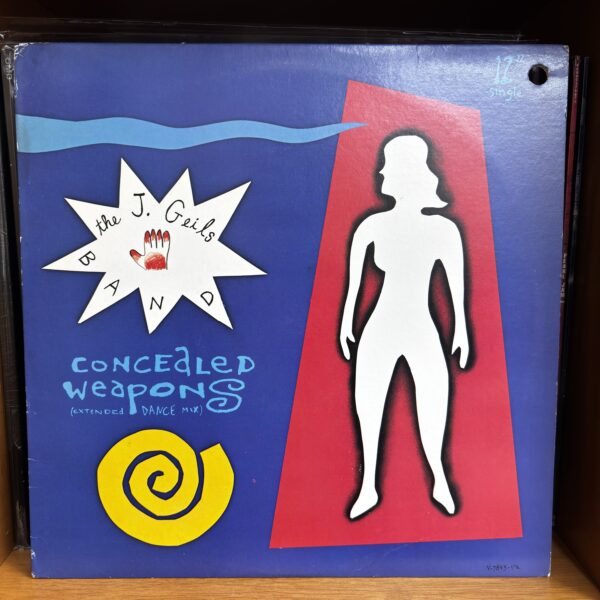 12"
single
the J. Geils
BAND
CONCEALED
WEAPONS
(EXTENDED DANCE MIX)